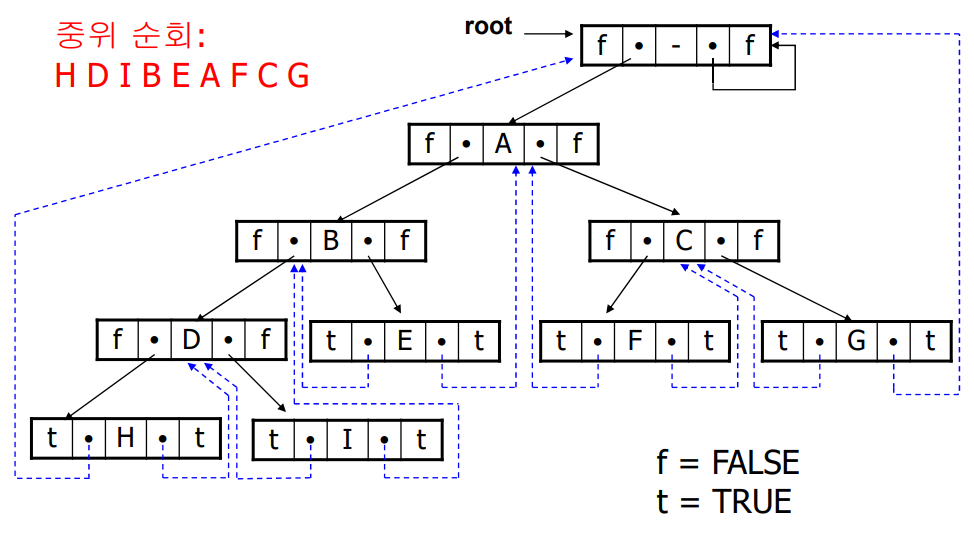 중위 순회:
H D I B E A F C G
root
f • - • f
f • A • f
f • B • f
f • C • f
f • D • f
t • E • t
t • F • t
t • G • t
t • H • t
t • I • t
f = FALSE
t = TRUE